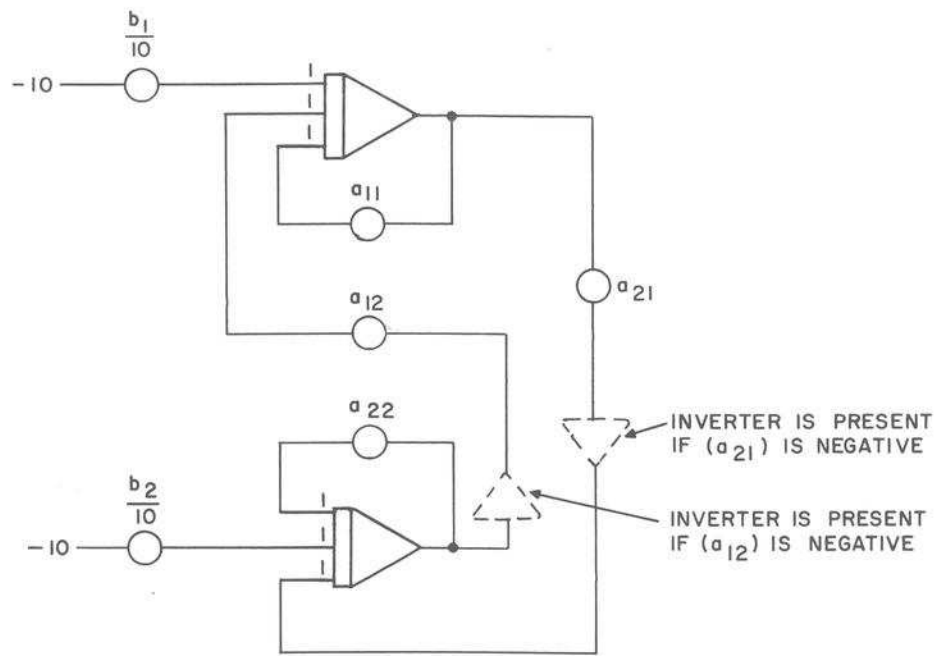 b1
10
-10
1
1
1
a11
a21
a12
INVERTER IS PRESENT
IF (a21) IS NEGATIVE
a22
b2
10
1
1
1
-10
INVERTER IS PRESENT
IF (a12) IS NEGATIVE